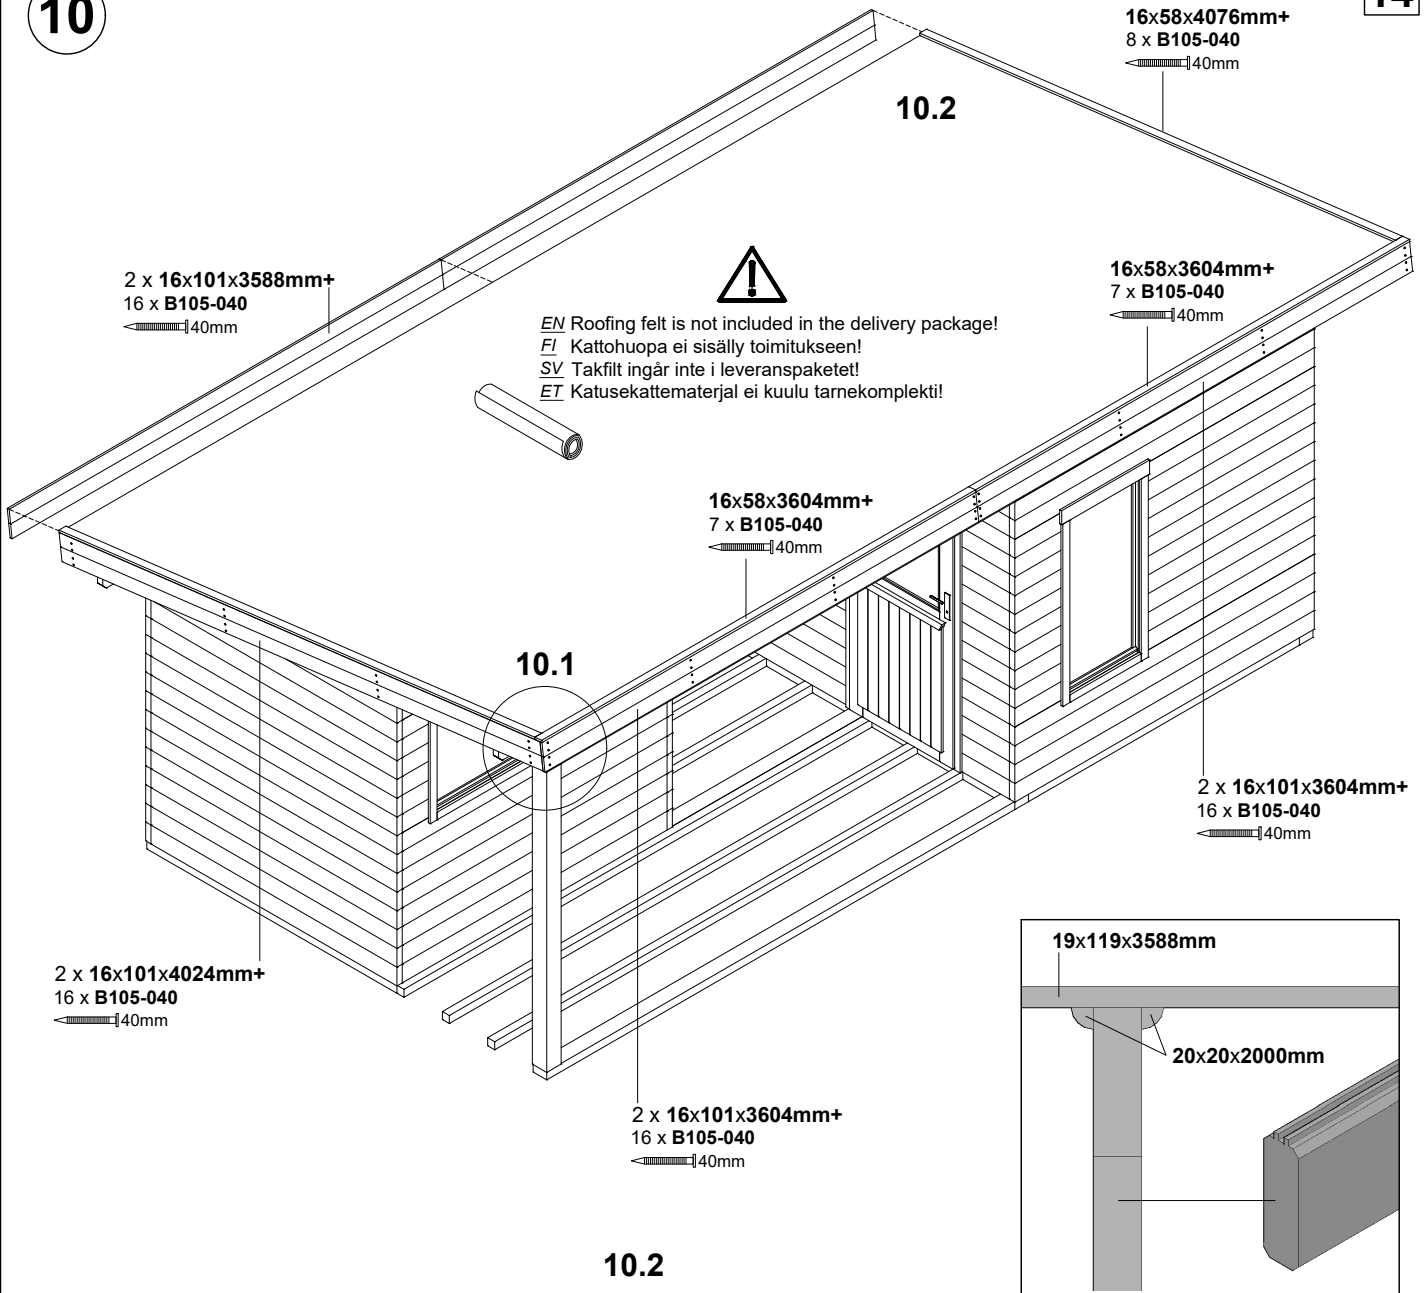 10
14
16x58x4076mm+
8 x B105-040
40mm
10.2
2 x 16x101x3588mm+
16 x B105-040
40mm
16x58x3604mm+
7 x B105-040
40mm
EN Roofing felt is not included in the delivery package!
FI Kattohuopa ei sisälly toimitukseen!
SV Takfilt ingår inte i leveranspaketet!
ET Katusekattematerjal ei kuulu tarnekomplekti!
16x58x3604mm+
7 x B105-040
40mm
10.1
2 x 16x101x3604mm+
16 x B105-040
40mm
2 x 16x101x4024mm+
16 x B105-040
40mm
19x119x3588mm
20x20x2000mm
2 x 16x101x3604mm+
16 x B105-040
40mm
10.2